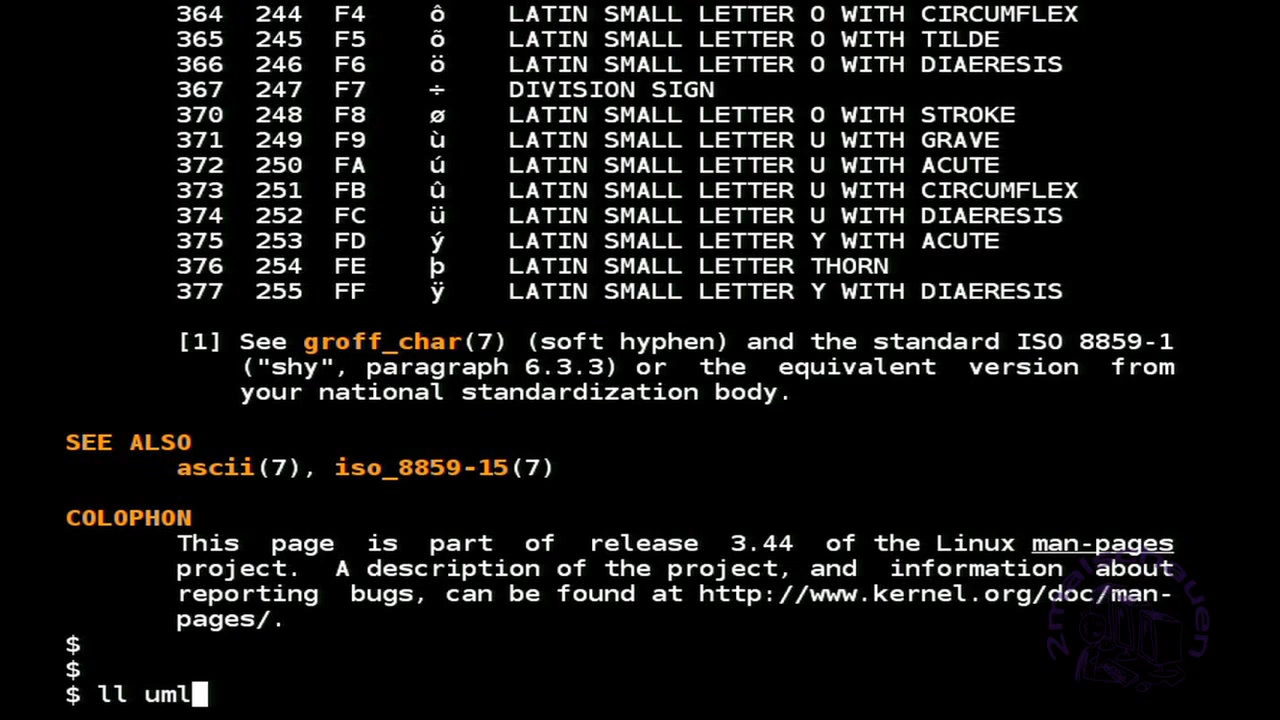 364 244 F4 ô LATIN SMALL LETTER O WITH CIRCUMFLEX
365 245 F5 õ LATIN SMALL LETTER O WITH TILDE
366 246 F6 ö LATIN SMALL LETTER O WITH DIAERESIS
367 247 F7 ÷ DIVISION SIGN
370 248 F8 ø LATIN SMALL LETTER O WITH STROKE
371 249 F9 ù LATIN SMALL LETTER U WITH GRAVE
372 250 FA ú LATIN SMALL LETTER U WITH ACUTE
373 251 FB û LATIN SMALL LETTER U WITH CIRCUMFLEX
374 252 FC ü LATIN SMALL LETTER U WITH DIAERESIS
375 253 FD ý LATIN SMALL LETTER Y WITH ACUTE
376 254 FE þ LATIN SMALL LETTER THORN
377 255 FF ÿ LATIN SMALL LETTER Y WITH DIAERESIS
[1] See groff_char(7) (soft hyphen) and the standard ISO 8859-1
("shy", paragraph 6.3.3) or the equivalent version from
your national standardization body.
SEE ALSO
ascii(7), iso_8859-15(7)
COLOPHON
This page is part of release 3.44 of the Linux man-pages
project. A description of the project, and information about
reporting bugs, can be found at http://www.kernel.org/doc/man-
pages/.
$
$
$ ll uml